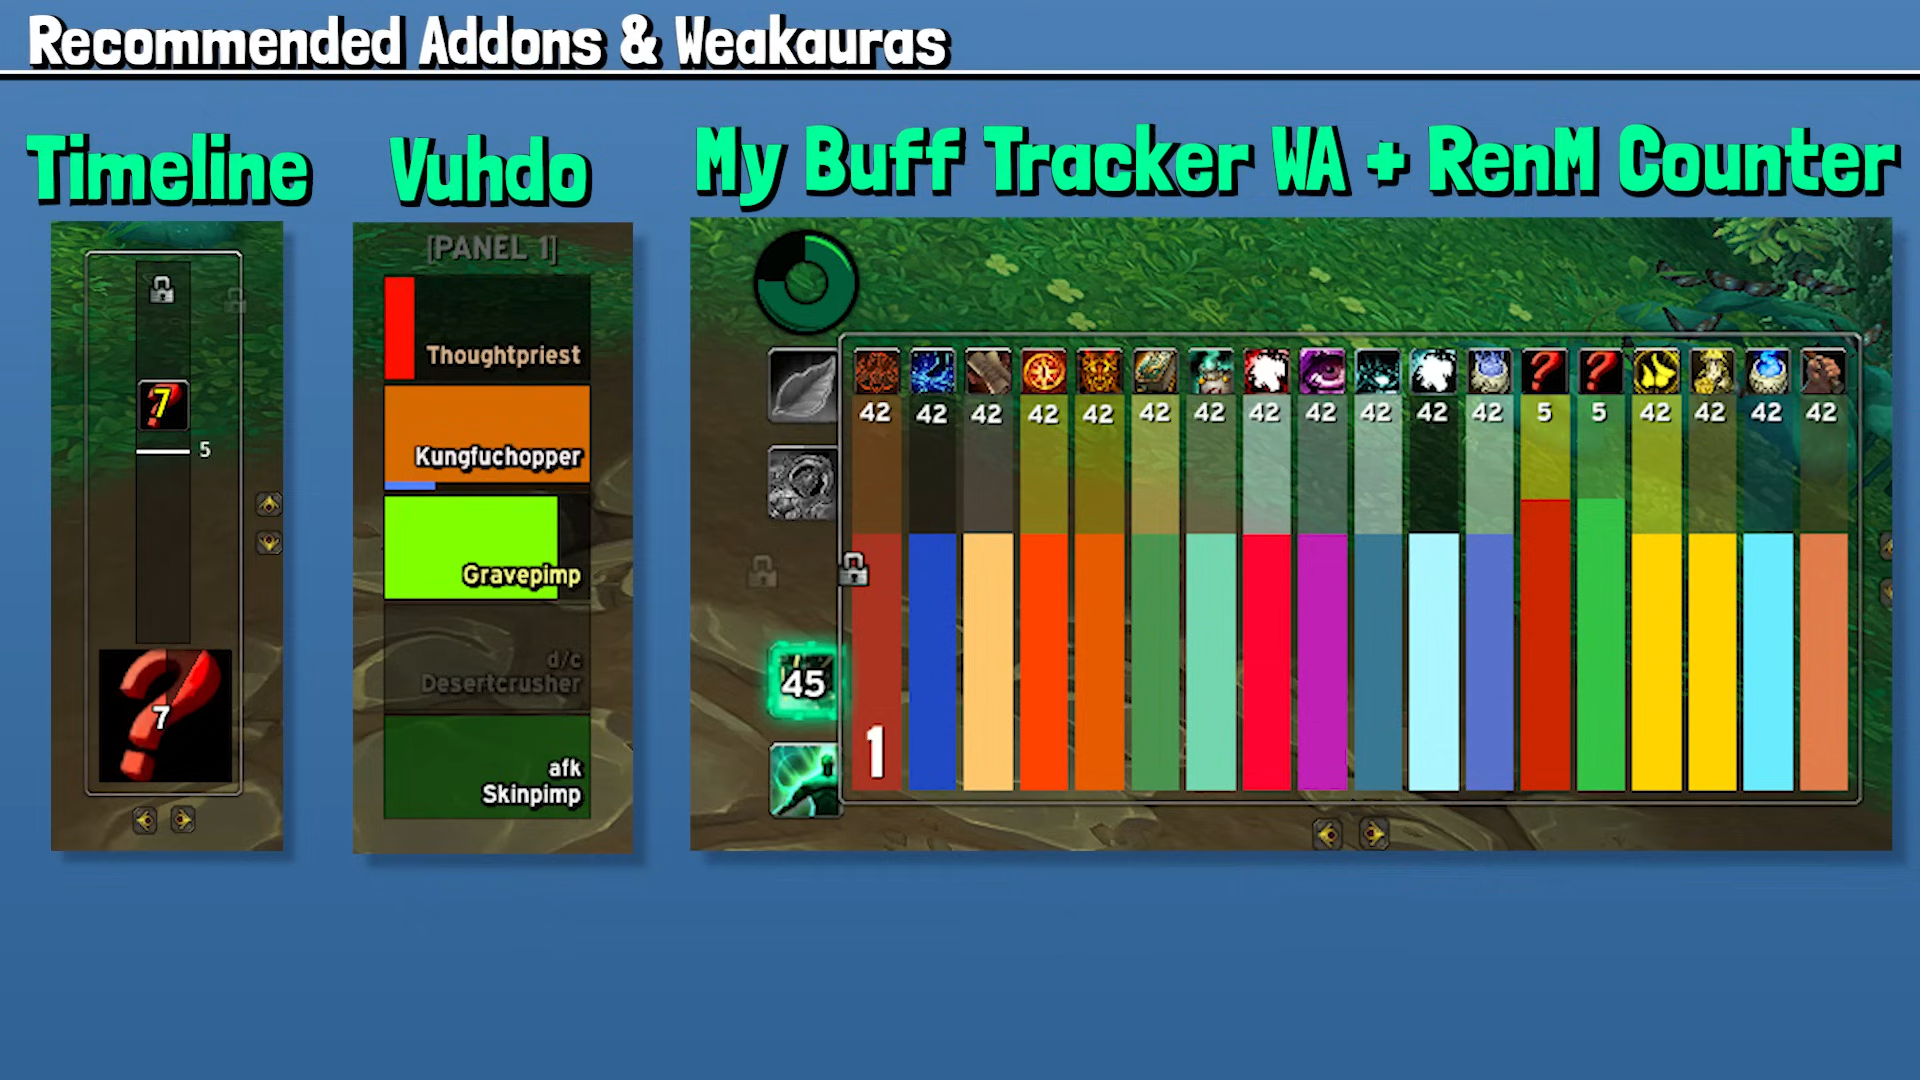 Recommended Addons & Weakauras
Timeline
Vuhdo
My Buff Tracker WA + RenM Counter
7
5
7
[PANEL 1]
Thoughtpriest
Kungfuchopper
Gravepimp
d/c
Desertcrusher
afk
Skinpimp
42 42 42 42 42 42 42 42 42 42 42 42 5 5 42 42 42 42
45
1